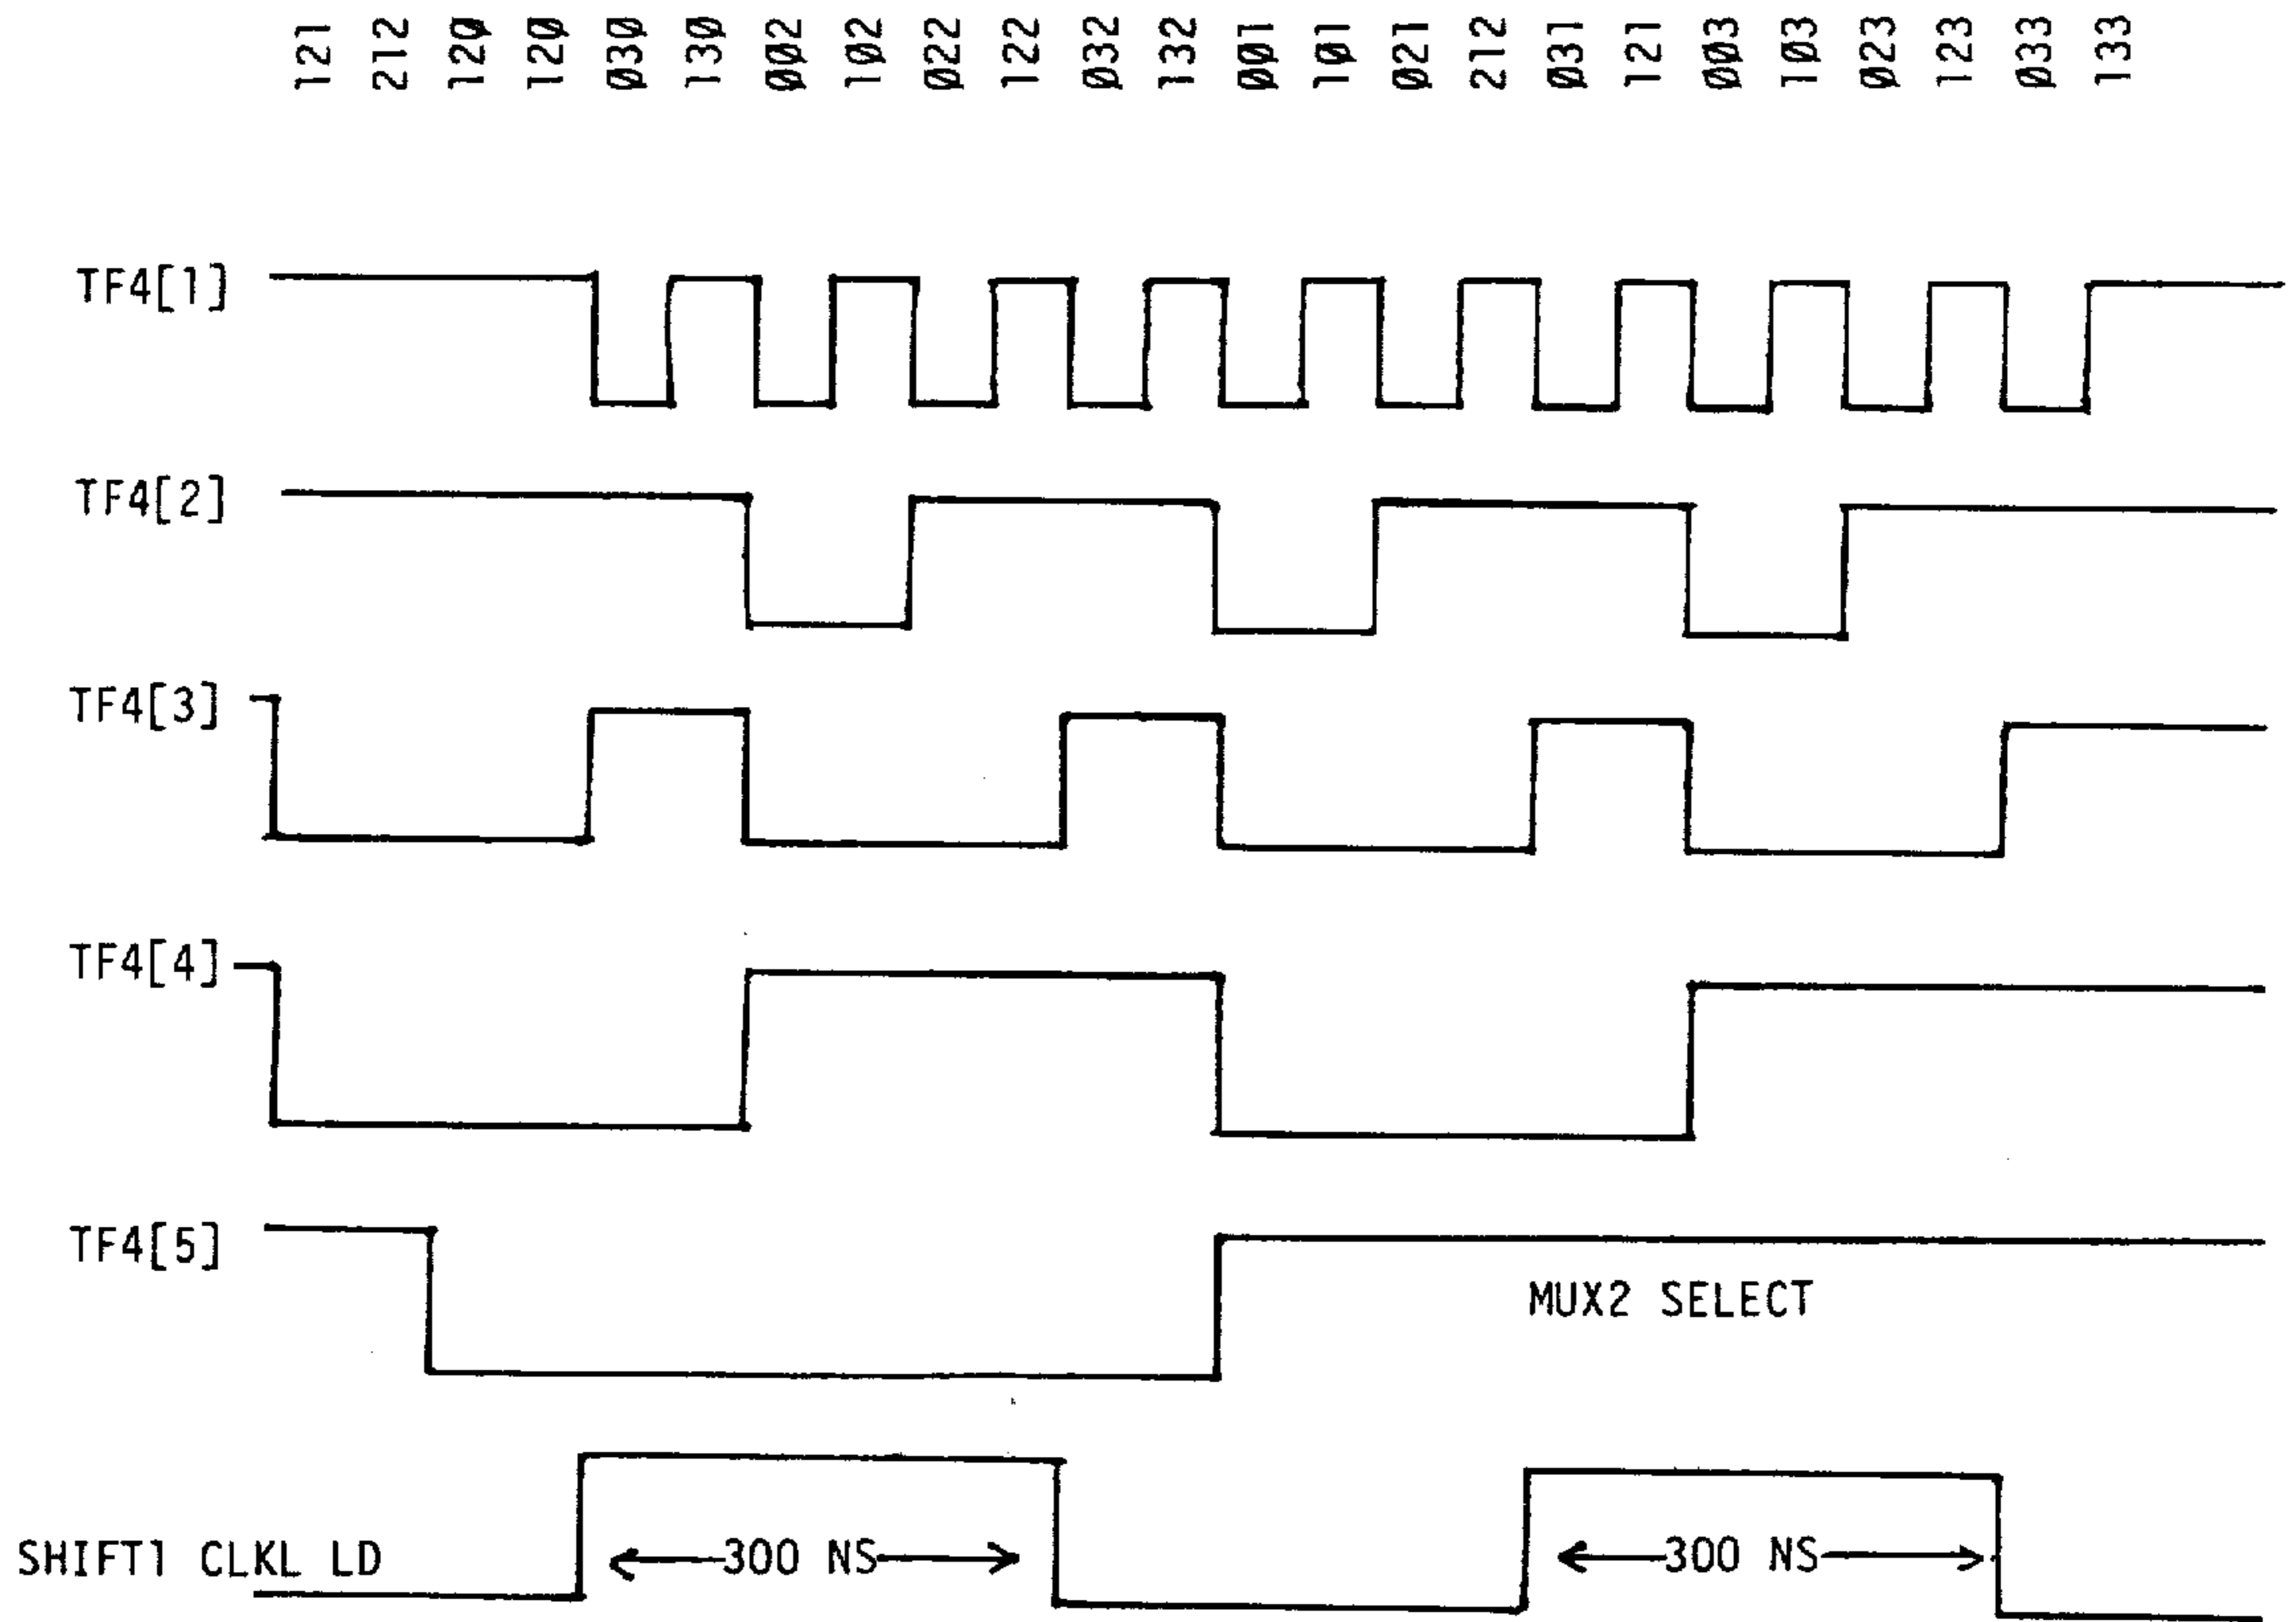 121
212
12Ø
12Ø
Ø3Ø
13Ø
ØØ2
1Ø2
Ø22
122
Ø32
132
ØØ1
1Ø1
Ø21
212
Ø31
121
ØØ3
1Ø3
Ø23
123
Ø33
133
TF4[1]
TF4[2]
TF4[3]
TF4[4]
TF4[5]
MUX2 SELECT
SHIFT1 CLKL LD
300 NS
300 NS